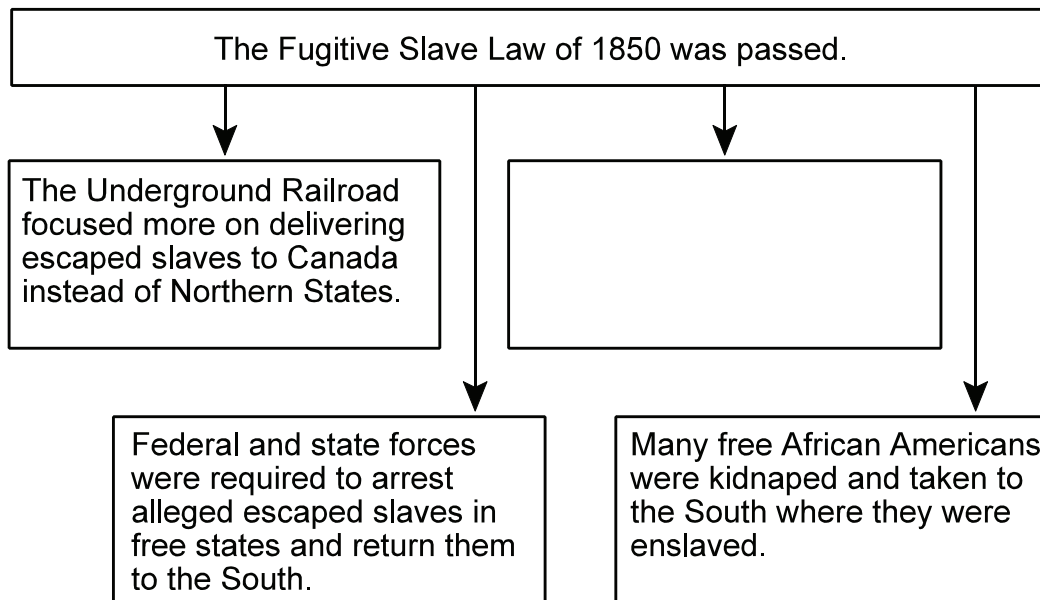 The Fugitive Slave Law of 1850 was passed.
The Underground Railroad
focused more on delivering
escaped slaves to Canada
instead of Northern States.
Federal and state forces
were required to arrest
alleged escaped slaves in
free states and return them
to the South.
Many free African Americans
were kidnaped and taken to
the South where they were
enslaved.